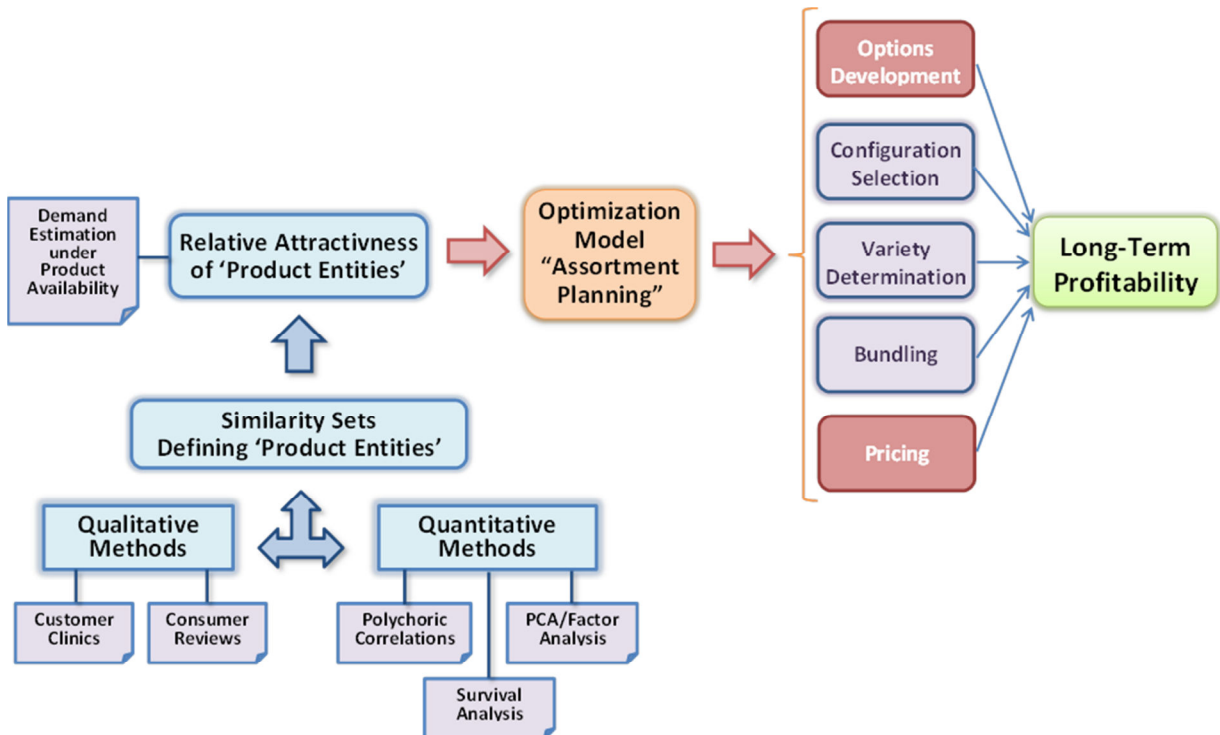 Options
Development
Configuration
Selection
Variety
Determination
Bundling
Pricing
Long-Term
Profitability
Demand
Estimation
under
Product
Availability
Relative Attractivness
of ‘Product Entities’
Optimization
Model
“Assortment
Planning”
Similarity Sets
Defining ‘Product Entities’
Qualitative
Methods
Quantitative
Methods
Customer
Clinics
Consumer
Reviews
Polychoric
Correlations
PCA/Factor
Analysis
Survival
Analysis